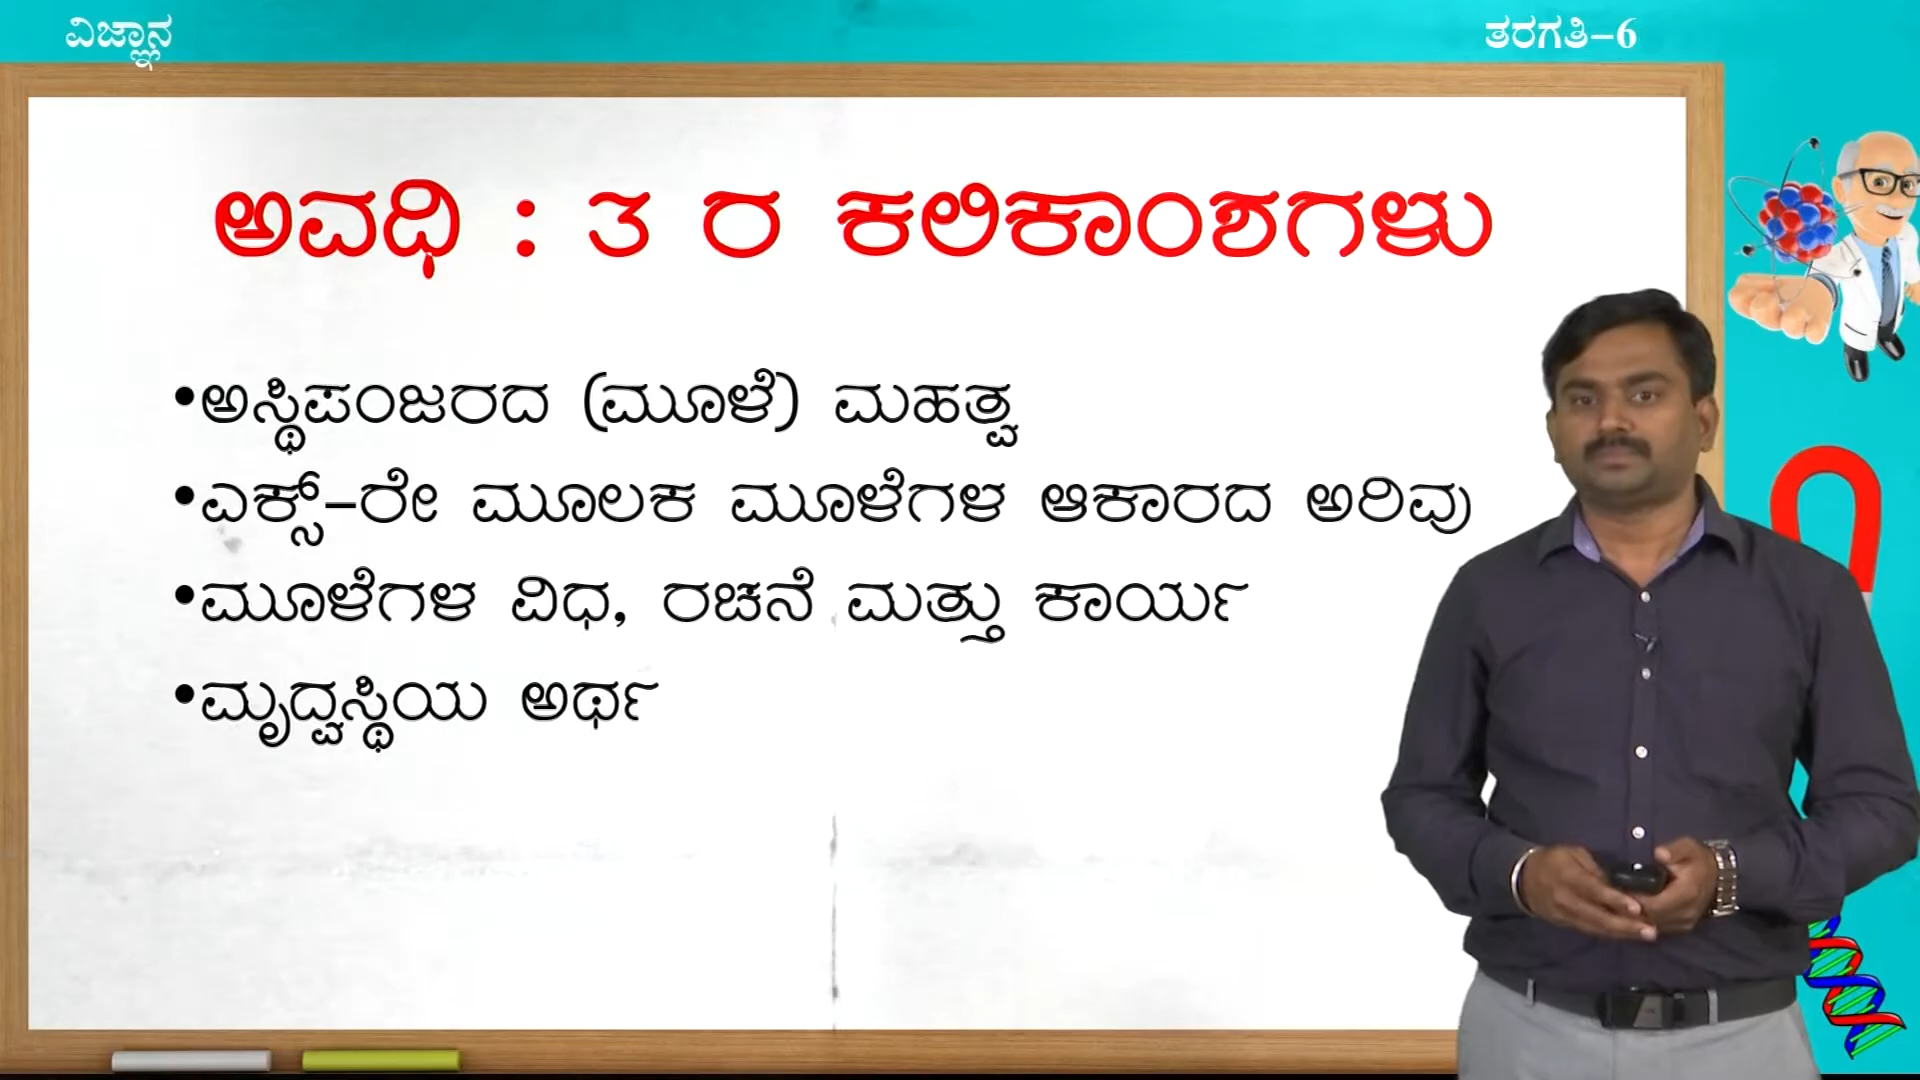 ವಿಜ್ಞಾನ
ತರಗತಿ–6
ಅವಧಿ : ೩ ರ ಕಲಿಕಾಂಶಗಳು
•ಅಸ್ಥಿಪಂಜರದ (ಮೂಳೆ) ಮಹತ್ವ
•ಎಕ್ಸ್–ರೇ ಮೂಲಕ ಮೂಳೆಗಳ ಆಕಾರದ ಅರಿವು
•ಮೂಳೆಗಳ ವಿಧ, ರಚನೆ ಮತ್ತು ಕಾರ್ಯ
•ಮೃದ್ವಸ್ಥಿಯ ಅರ್ಥ